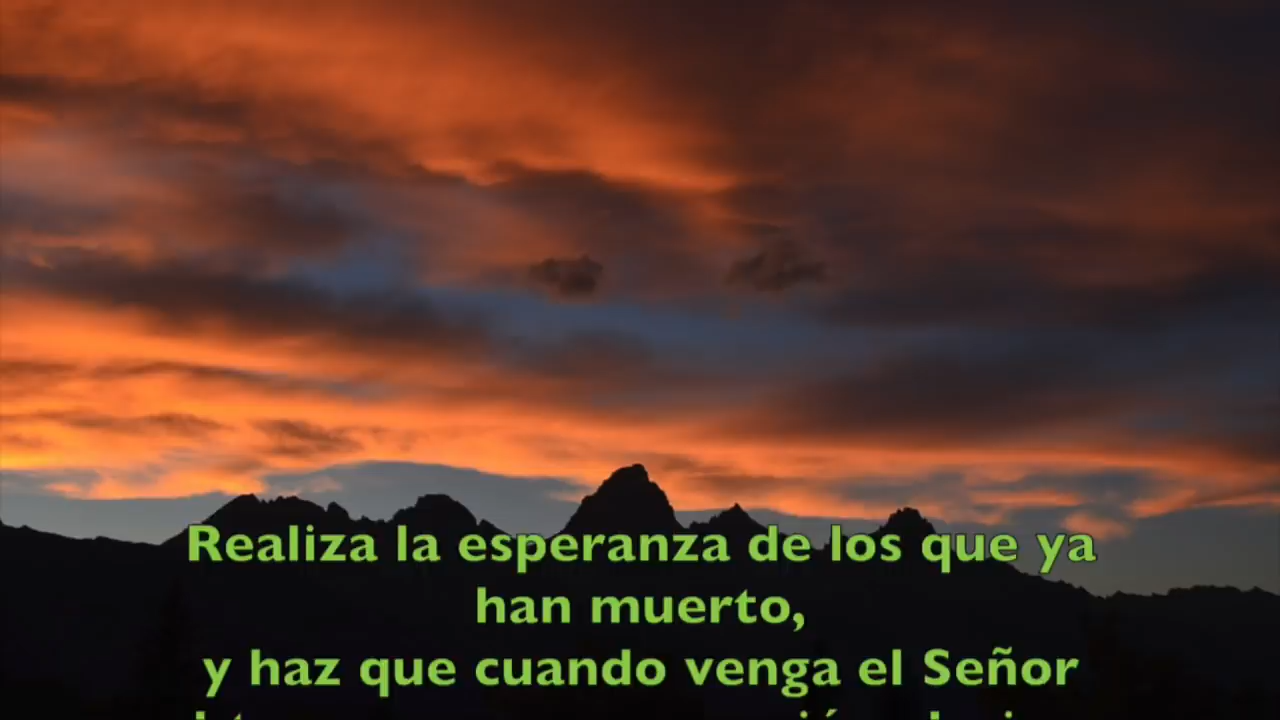 Realiza la esperanza de los que ya
han muerto,
y haz que cuando venga el Señor